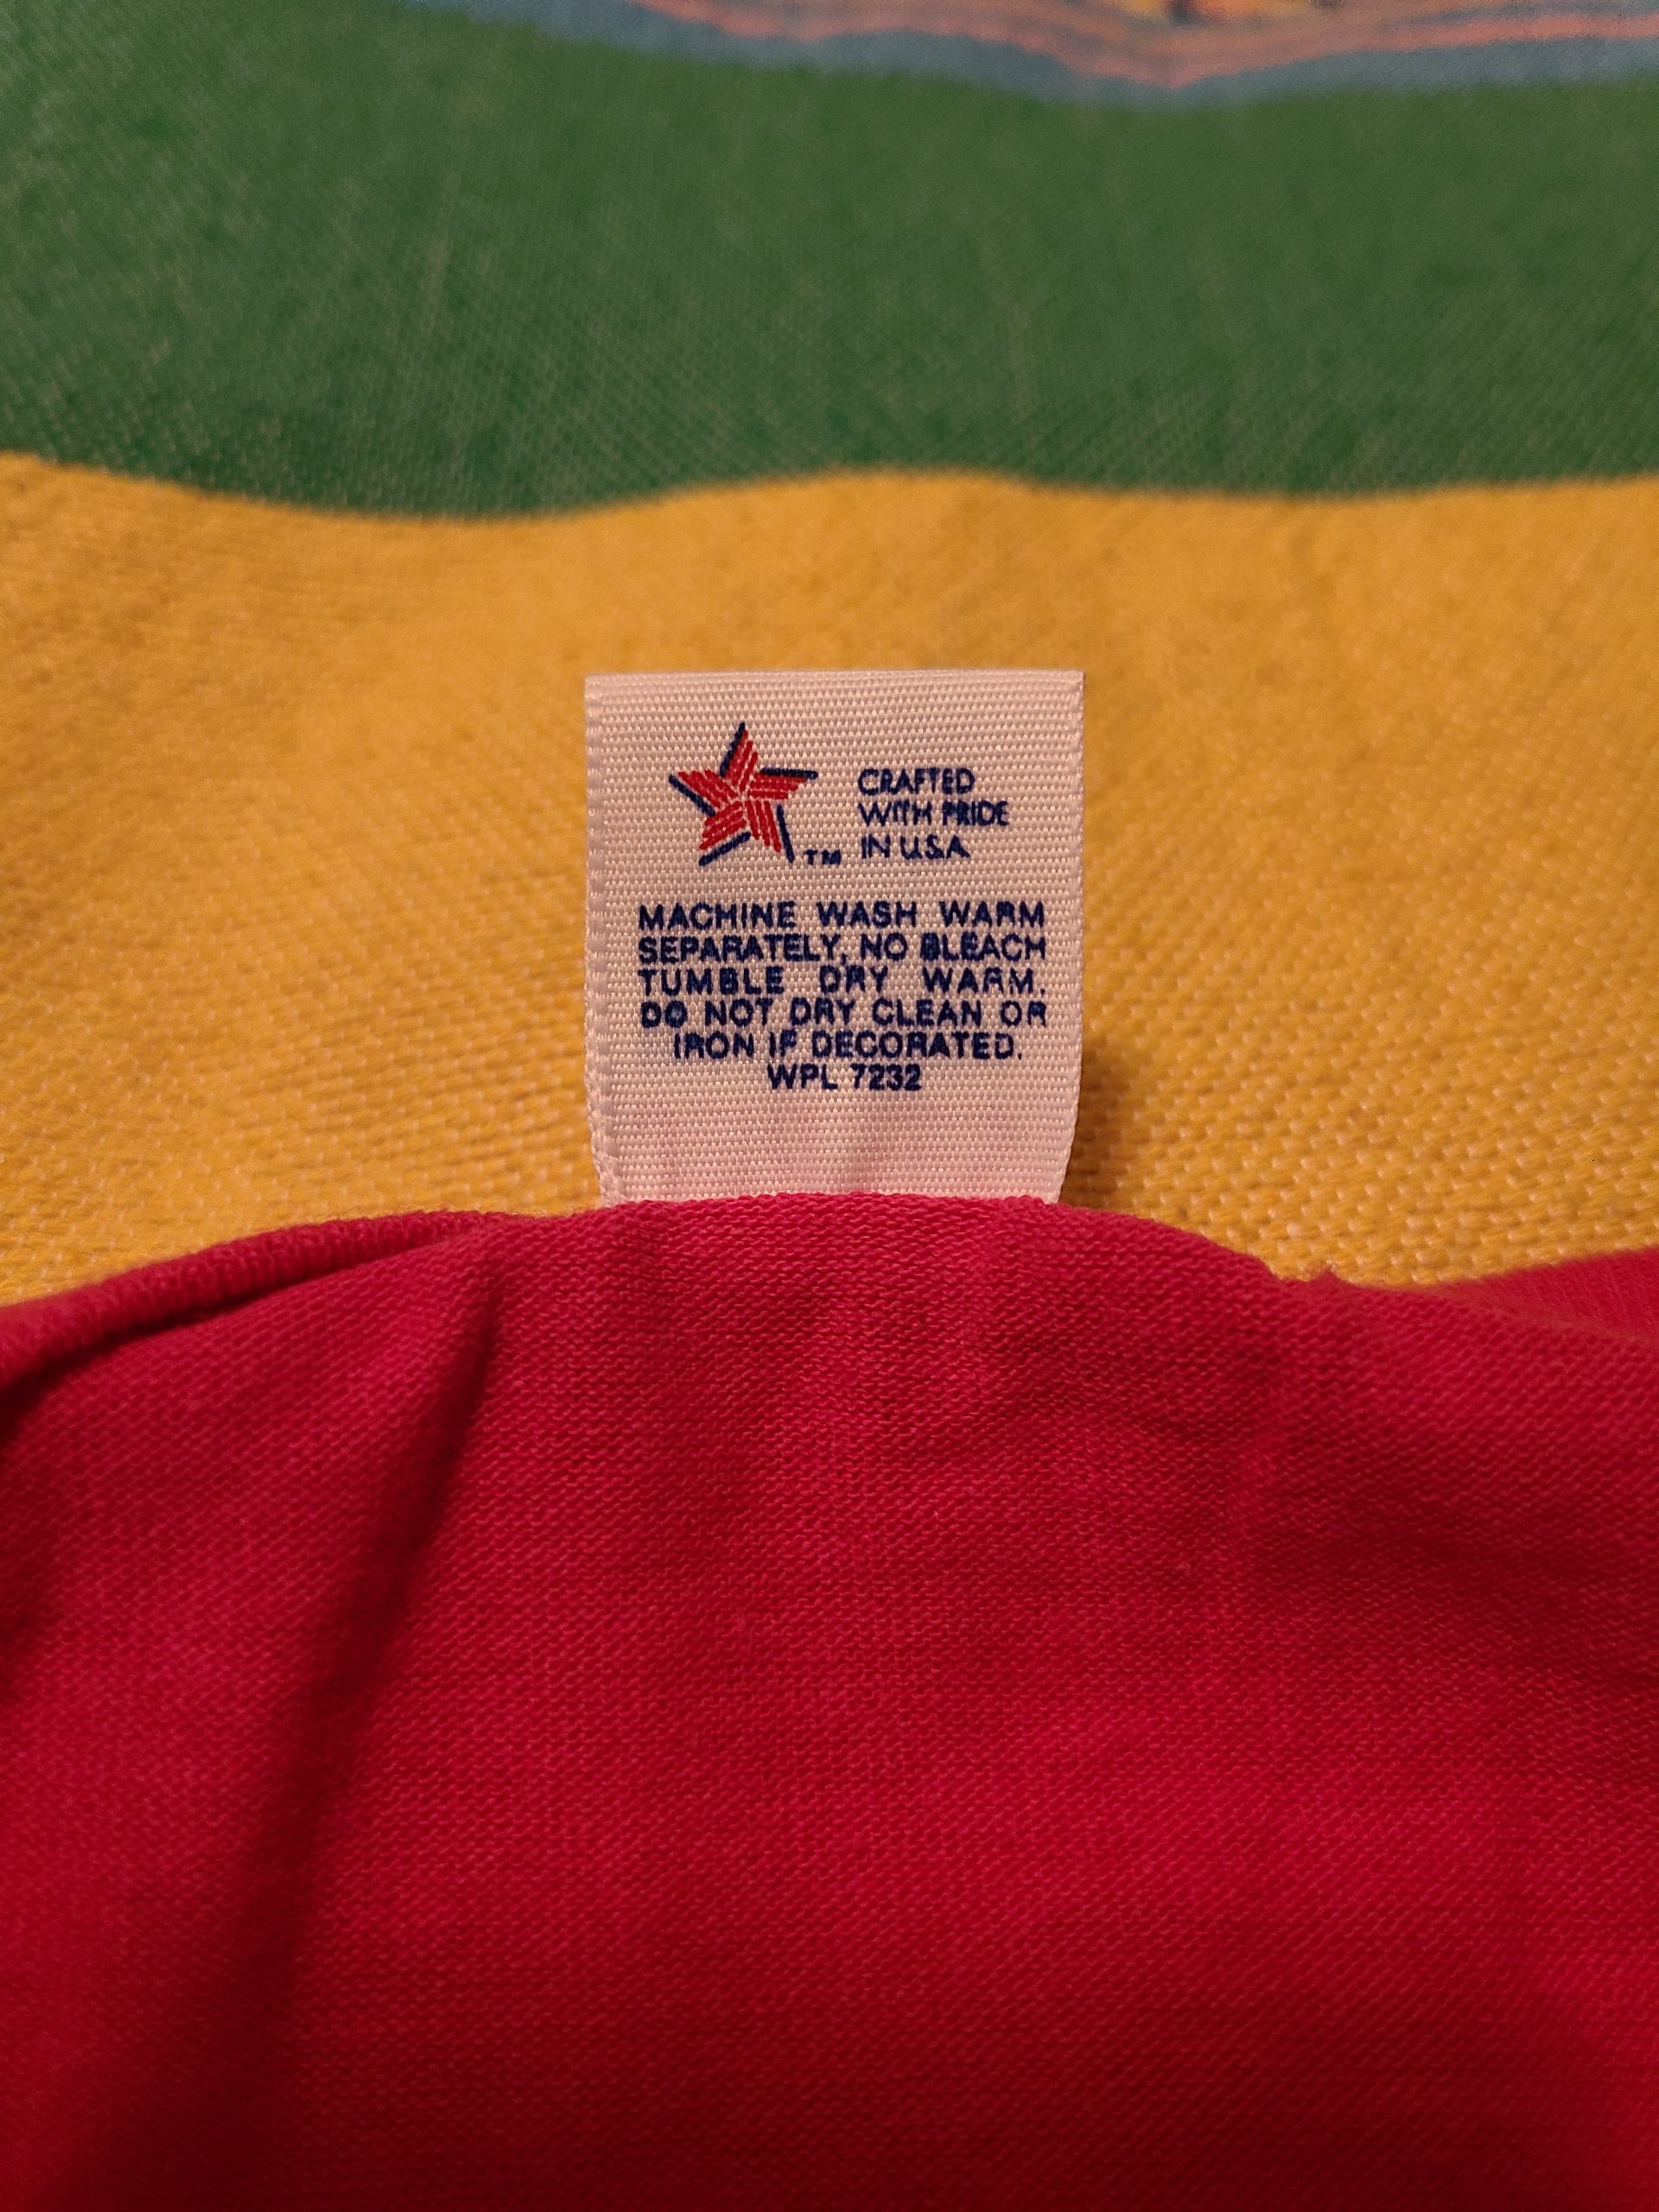 CRAFTED
WITH PRIDE
IN U.S.A
TM
MACHINE WASH WARM
SEPARATELY, NO BLEACH
TUMBLE DRY WARM.
DO NOT DRY CLEAN OR
IRON IF DECORATED.
WPL 7232